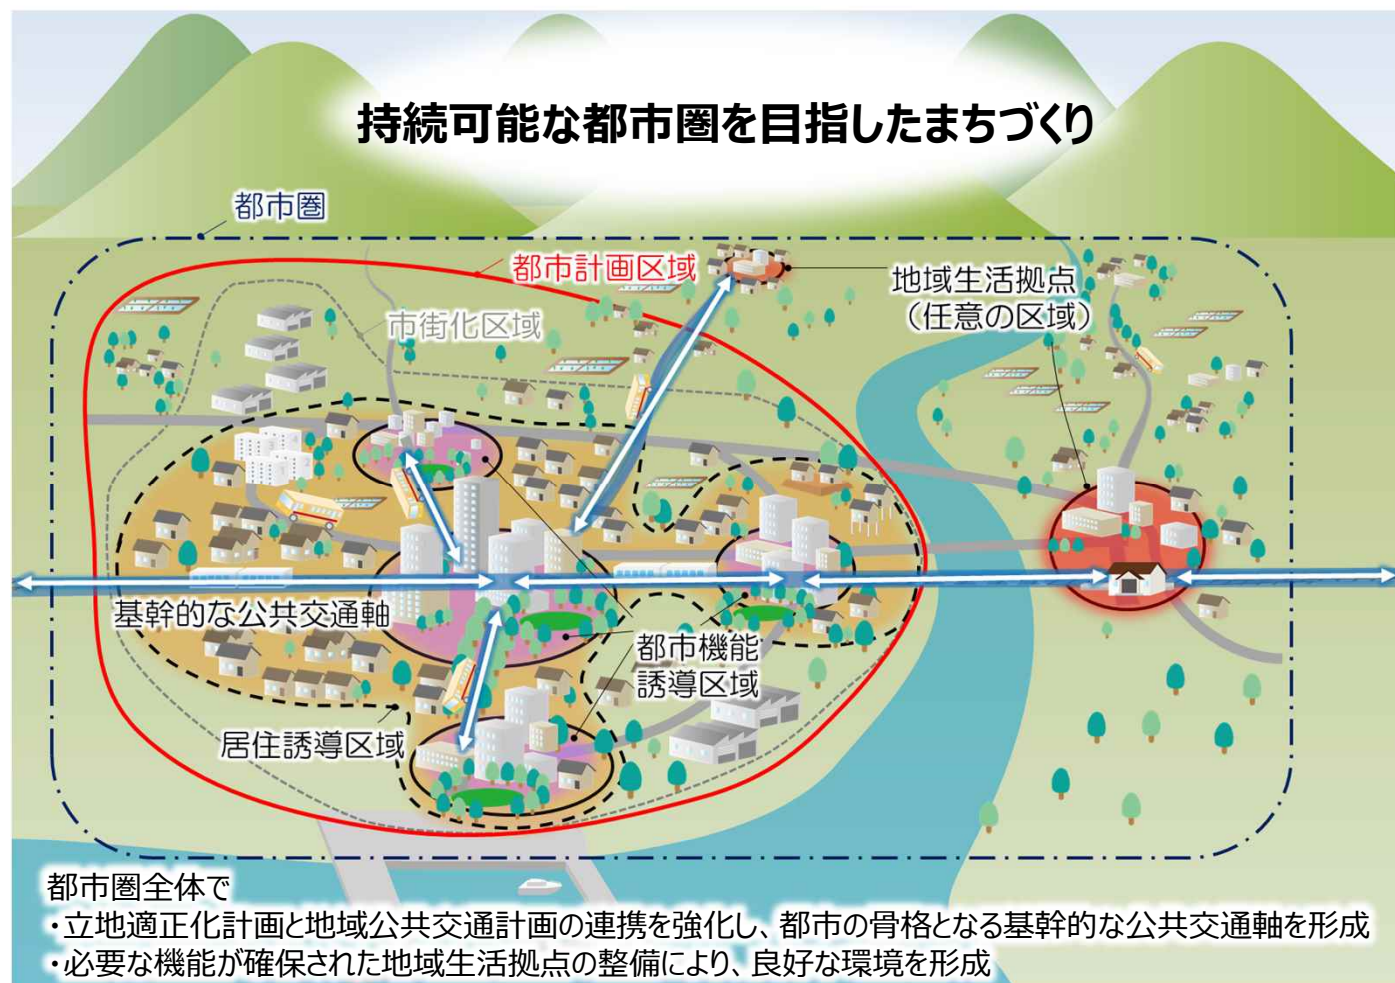 持続可能な都市圏を目指したまちづくり
都市圏
都市計画区域
地域生活拠点
（任意の区域）
市街化区域
基幹的な公共交通軸
都市機能
誘導区域
居住誘導区域
都市圏全体で
・立地適正化計画と地域公共交通計画の連携を強化し、都市の骨格となる基幹的な公共交通軸を形成
・必要な機能が確保された地域生活拠点の整備により、良好な環境を形成